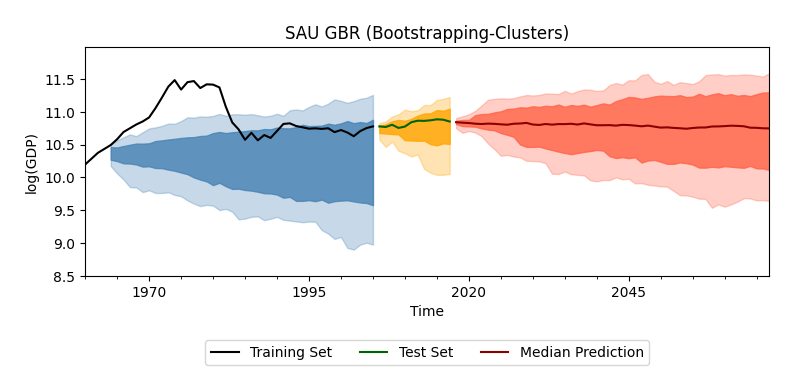 SAU GBR (Bootstrapping-Clusters)
11.5
11.0
10.5
10.0
9.5
9.0
8.5
log(GDP)
1970 1995 2020 2045
Time
Training Set Test Set Median Prediction